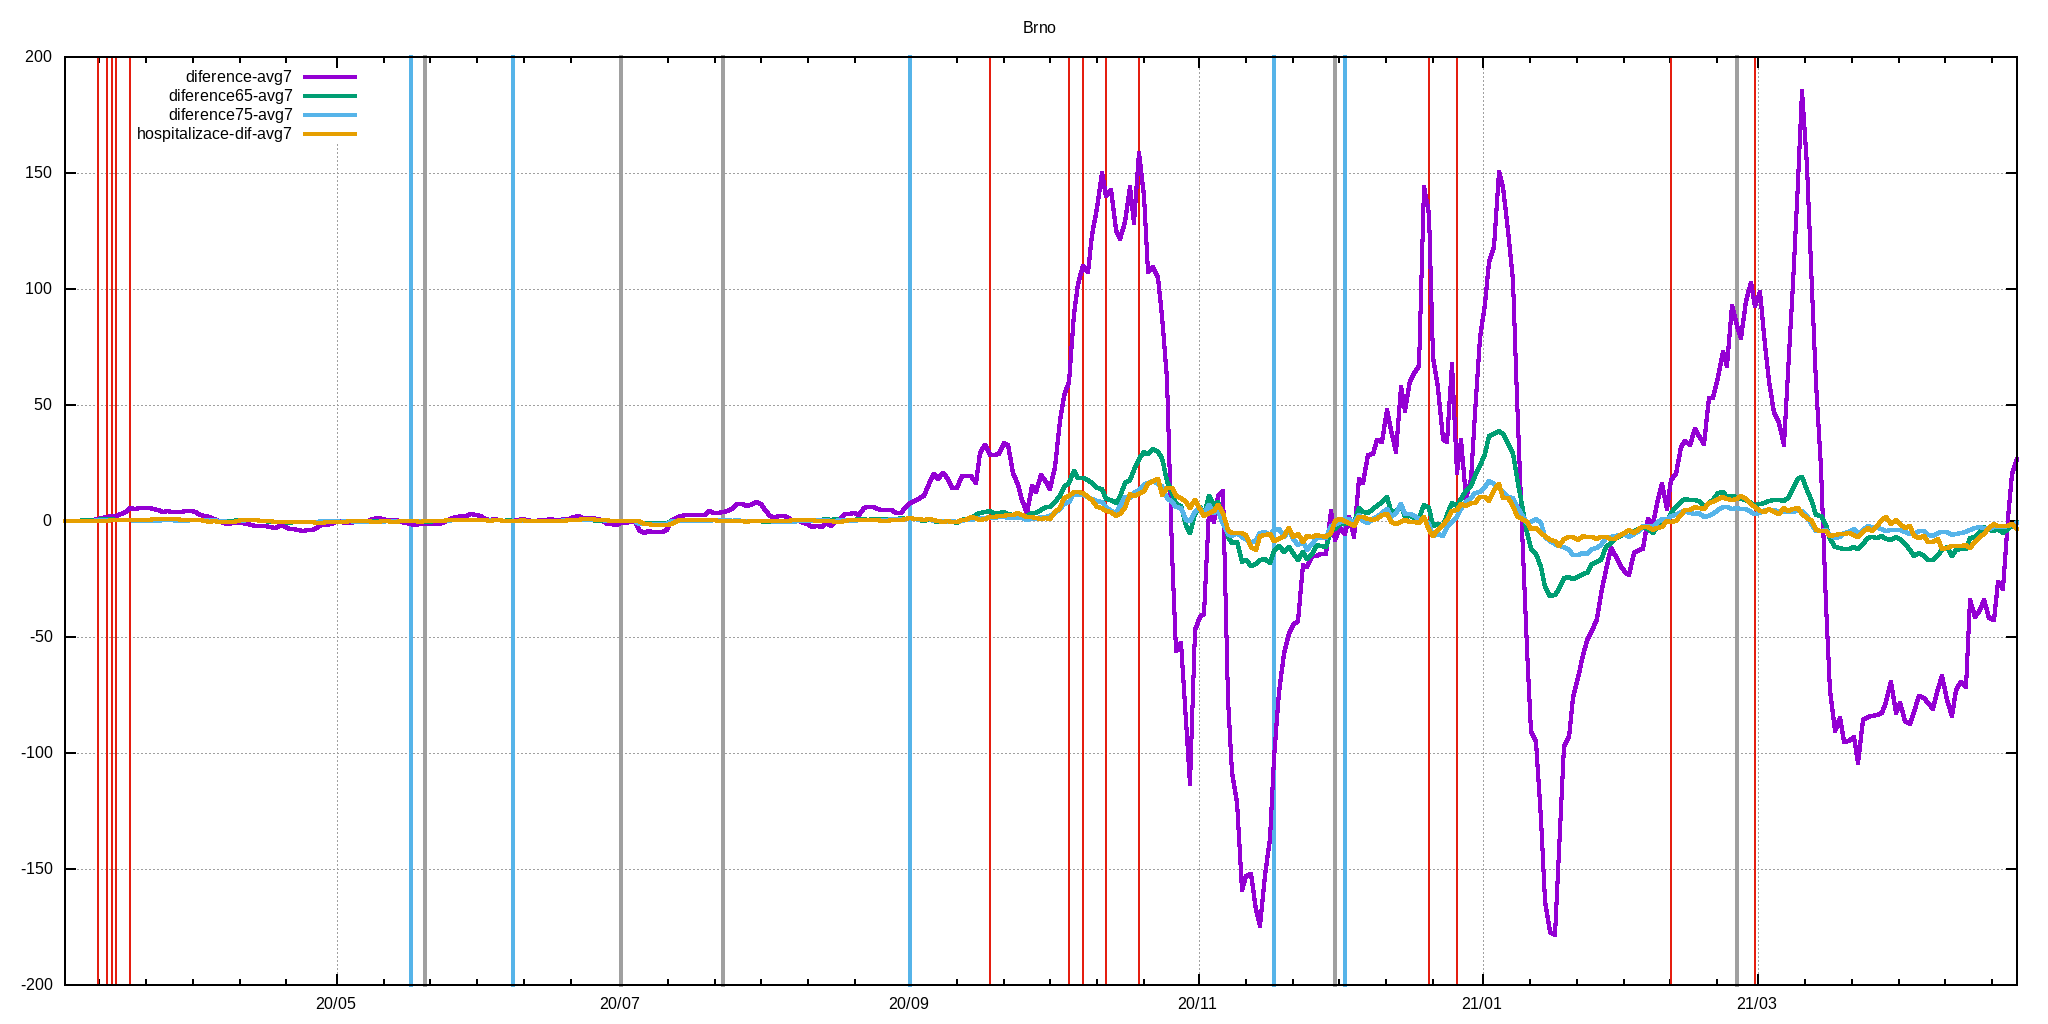 Brno
diference-avg7
diference65-avg7
diference75-avg7
hospitalizace-dif-avg7
200
150
100
50
0
-50
-100
-150
-200
20/05 20/07 20/09 20/11 21/01 21/03